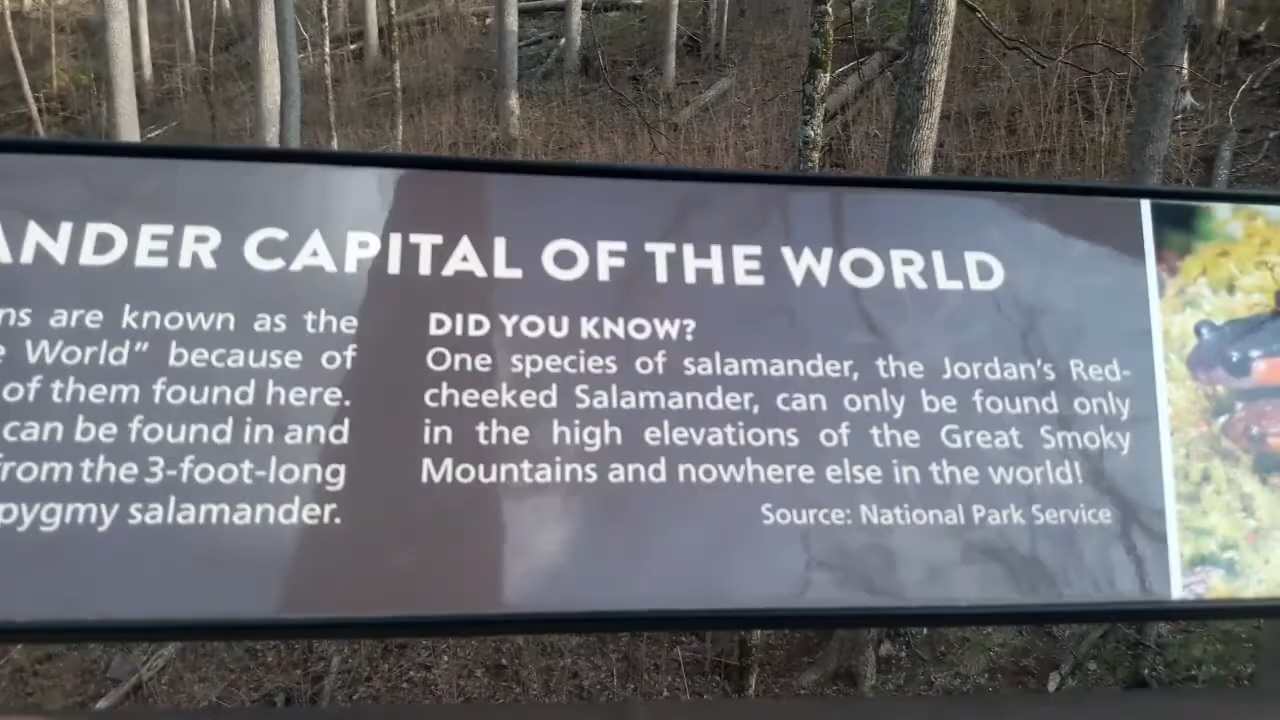 ANDER CAPITAL OF THE WORLD
ns are known as the
World” because of
of them found here.
can be found in and
from the 3-foot-long
pygmy salamander.
DID YOU KNOW?
One species of salamander, the Jordan’s Red-
cheeked Salamander, can only be found only
in the high elevations of the Great Smoky
Mountains and nowhere else in the world!
Source: National Park Service